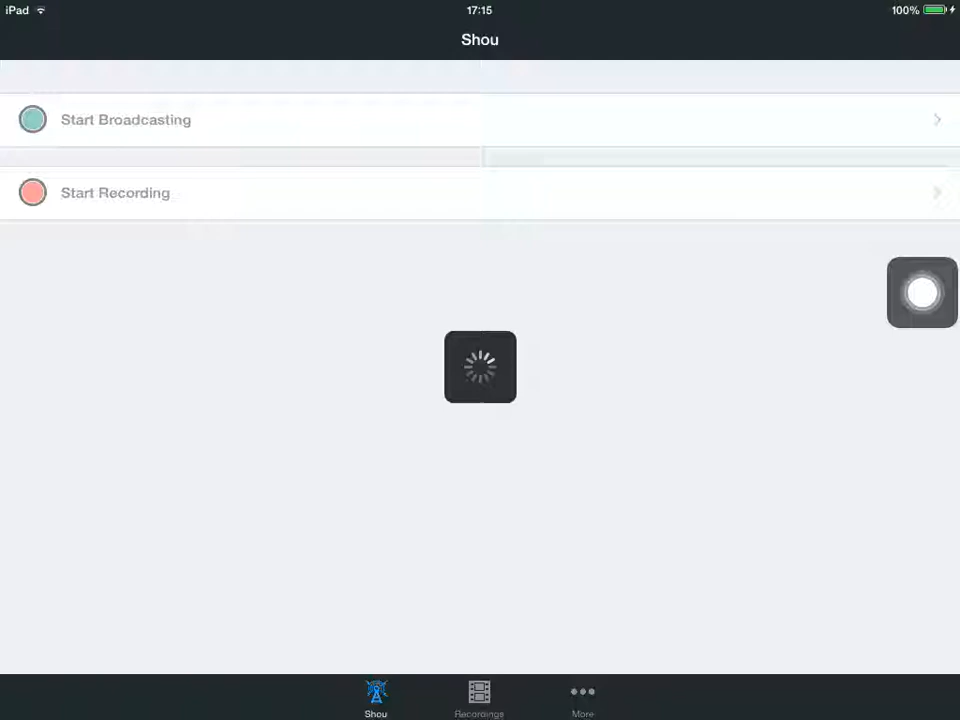 iPad 17:15 100%
Shou
Start Broadcasting
Start Recording
Shou Recordings More